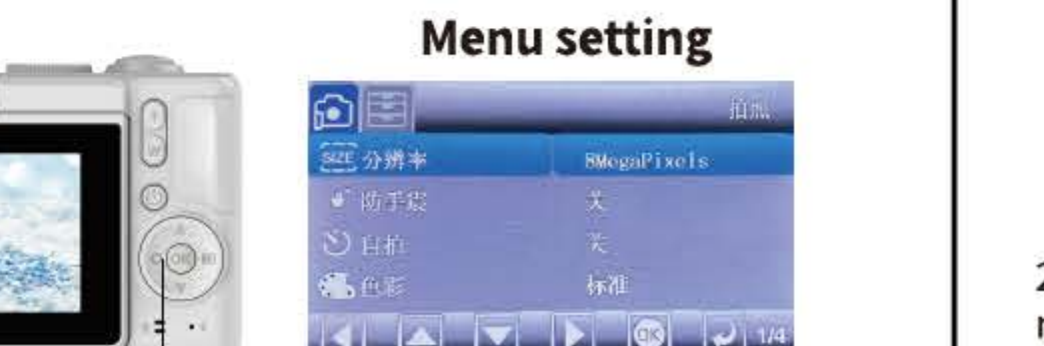 Menu setting
拍照
SIZE 分辨率 8MegaPixels
防手震 关
自拍 关
色彩 标准
OK
OK 1/4